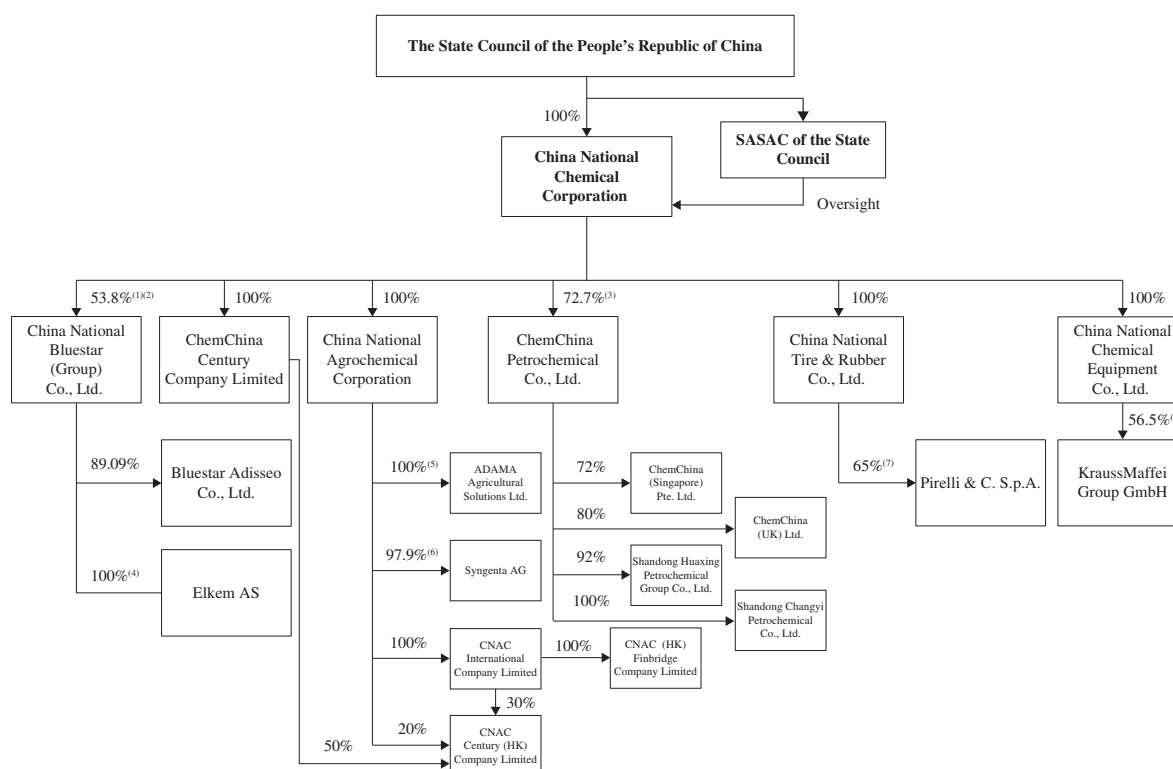 The State Council of the People’s Republic of China
100%
SASAC of the State
Council
China National
Chemical
Corporation
Oversight
53.8%(1)(2)
100%
100%
72.7%(3)
100%
100%
China National
Bluestar
(Group)
Co., Ltd.
ChemChina
Century
Company Limited
China National
Agrochemical
Corporation
ChemChina
Petrochemical
Co., Ltd.
China National
Tire & Rubber
Co., Ltd.
China National
Chemical
Equipment
Co., Ltd.
56.5%(
89.09%
Bluestar Adisseo
Co., Ltd.
100%(5)
ADAMA
Agricultural
Solutions Ltd.
72%
ChemChina
(Singapore)
Pte. Ltd.
65%(7)
Pirelli & C. S.p.A.
KraussMaffei
Group GmbH
80%
ChemChina
(UK) Ltd.
97.9%(6)
Syngenta AG
92%
Shandong Huaxing
Petrochemical
Group Co., Ltd.
100%(4)
Elkem AS
100%
Shandong Changyi
Petrochemical
Co., Ltd.
100%
CNAC
International
Company Limited
100%
CNAC (HK)
Finbridge
Company Limited
30%
20%
50%
CNAC
Century (HK)
Company Limited